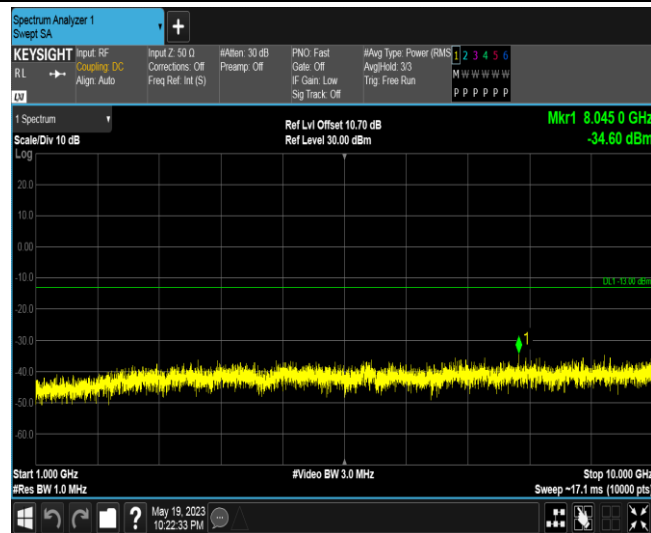 Spectrum Analyzer 1
Swept SA
+
KEYSIGHT
RL
LXI
Input: RF
Coupling: DC
Align: Auto
Input Z: 50 Ω
Corrections: Off
Freq Ref: Int (S)
#Atten: 30 dB
Preamp: Off
PNO: Fast
Gate: Off
IF Gain: Low
Sig Track: Off
#Avg Type: Power (RMS
Avg|Hold: 3/3
Trig: Free Run
1 2 3 4 5 6
M W W W W W
P P P P P P
1 Spectrum
Scale/Div 10 dB
Log
Ref Lvl Offset 10.70 dB
Ref Level 30.00 dBm
Mkr1 8.045 0 GHz
-34.60 dBm
20.0
10.0
0.00
-10.0
DL1 -13.00 dBm
-20.0
-30.0
1
-40.0
-50.0
-60.0
Start 1.000 GHz
#Video BW 3.0 MHz
Stop 10.000 GHz
#Res BW 1.0 MHz
Sweep ~17.1 ms (10000 pts)
?
May 19, 2023
10:22:33 PM